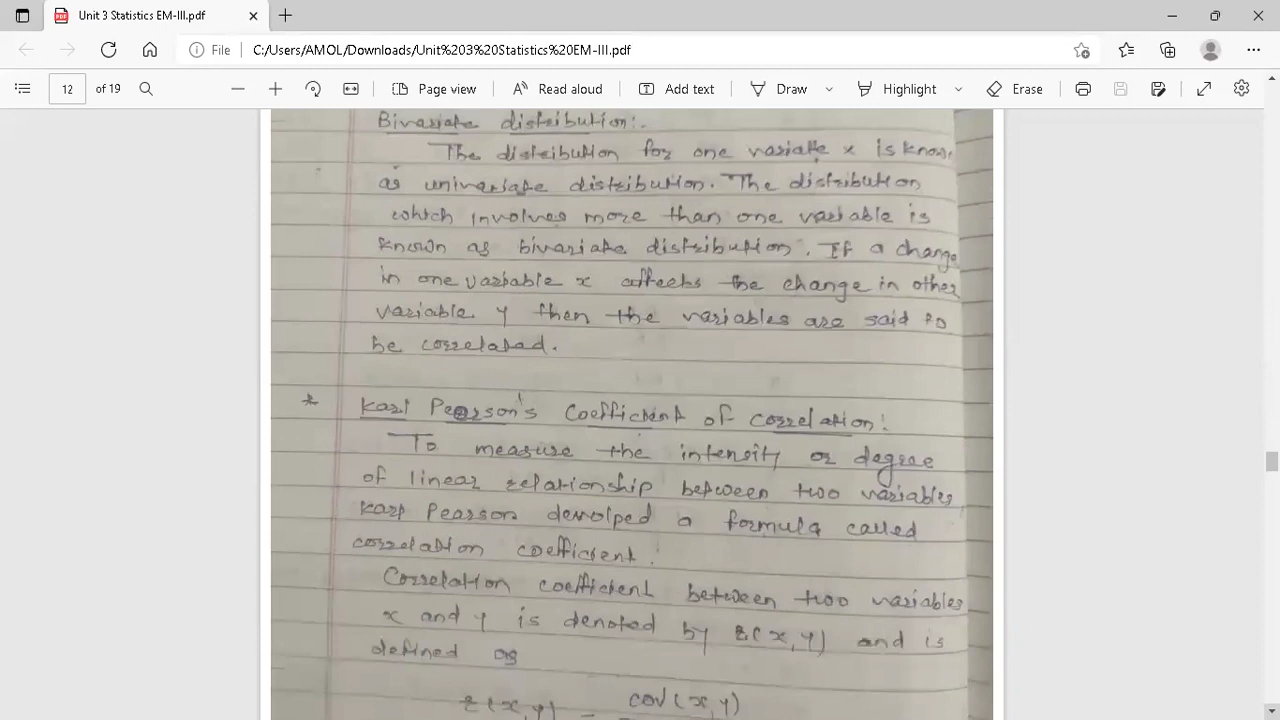 Unit 3 Statistics EM-III.pdf
File C:/Users/AMOL/Downloads/Unit%203%20Statistics%20EM-III.pdf
12 of 19 Page view Read aloud Add text Draw Highlight Erase
Bivariate distribution:.
The distribution for one variate x is known
as univariate distribution. The distribution
which involves more than one variable is
known as bivariate distribution. If a change
in one variable x affects the change in other
variable y then the variables are said to
be correlated.
* Karl Pearson's Coefficient of correlation:
To measure the intensity or degree
of linear relationship between two variables
Karl Pearson devolped a formula called
correlation coefficient.
Correlation coefficient between two variables
x and y is denoted by r(x,y) and is
defined as
r(x,y) = cov(x,y)